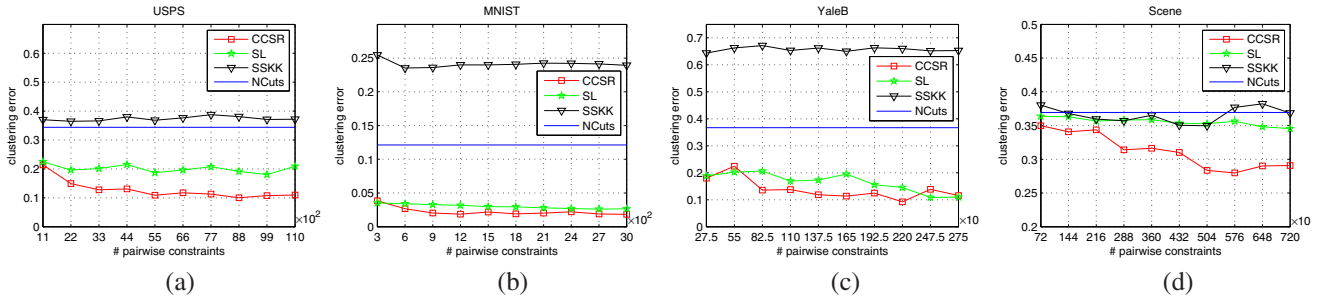 USPS
clustering error
0.6
0.5
0.4
0.3
0.2
0.1
0
CCSR
SL
SSKK
NCuts
11 22 33 44 55 66 77 88 99 110
×10²
# pairwise constraints
(a)
MNIST
clustering error
0.25
0.2
0.15
0.1
0.05
0
CCSR
SL
SSKK
NCuts
3 6 9 12 15 18 21 24 27 30
×10²
# pairwise constraints
(b)
YaleB
clustering error
0.7
0.6
0.5
0.4
0.3
0.2
0.1
0
CCSR
SL
SSKK
NCuts
27.5 55 82.5 110 137.5 165 192.5 220 247.5 275
×10
# pairwise constraints
(c)
Scene
clustering error
0.5
0.45
0.4
0.35
0.3
0.25
0.2
CCSR
SL
SSKK
NCuts
72 144 216 288 360 432 504 576 648 720
×10
# pairwise constraints
(d)